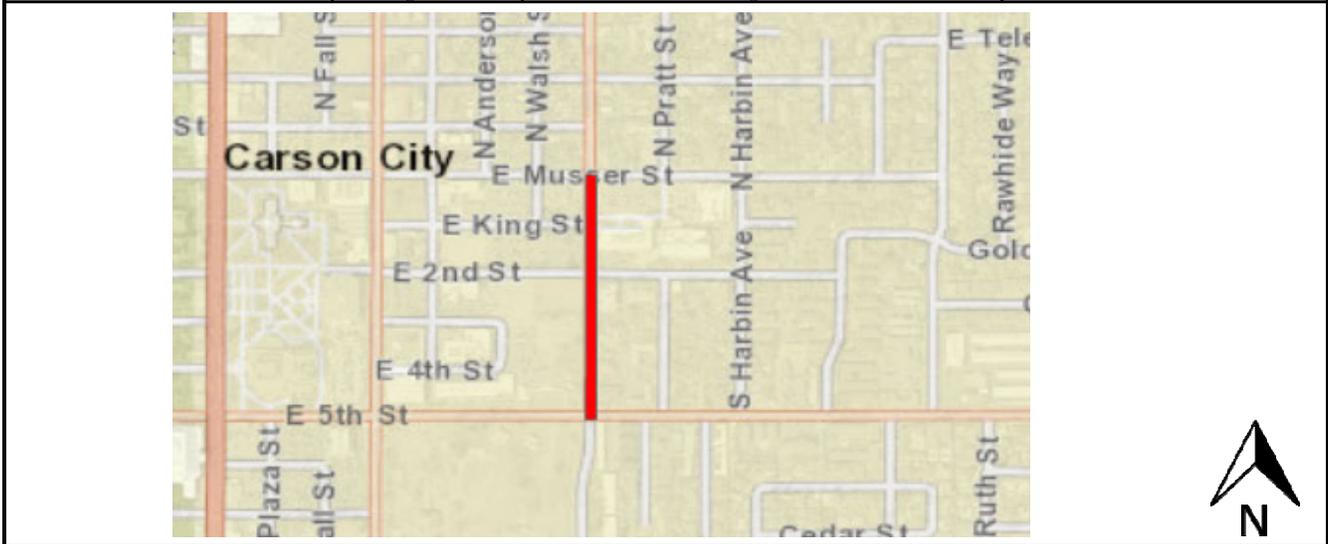 N Fall S
N Anderson
N Walsh S
N Pratt St
N Harbin Ave
E Tele
Rawhide Way
St
Carson City
E Musser St
E King St
Gold
E 2nd St
S Harbin Ave
E 4th St
E 5th St
Plaza St
all St
Ruth St
Cedar St
N